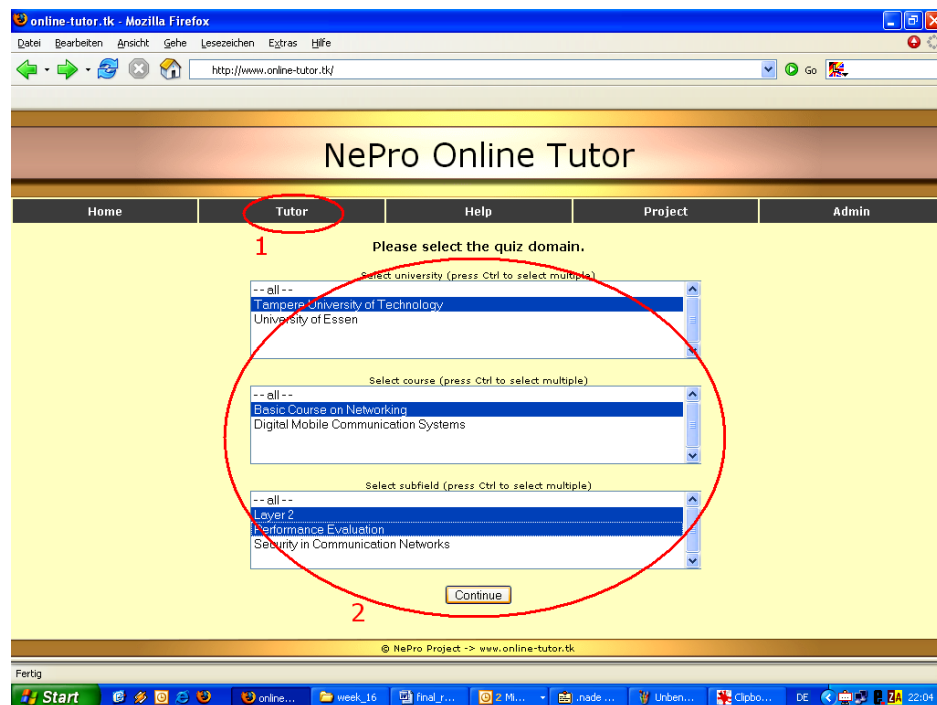 online-tutor.tk - Mozilla Firefox
Datei Bearbeiten Ansicht Gehe Lesezeichen Extras Hilfe
http://www.online-tutor.tk/ Go
NePro Online Tutor
Home Tutor Help Project Admin
1
Please select the quiz domain.
Select university (press Ctrl to select multiple)
-- all --
Tampere University of Technology
University of Essen
Select course (press Ctrl to select multiple)
-- all --
Basic Course on Networking
Digital Mobile Communication Systems
Select subfield (press Ctrl to select multiple)
-- all --
Layer 2
Performance Evaluation
Security in Communication Networks
Continue
2
© NePro Project -> www.online-tutor.tk
Fertig
Start online... week_16 final_r... 2 Mi... .nade ... Unben... Clipbo... DE 22:04